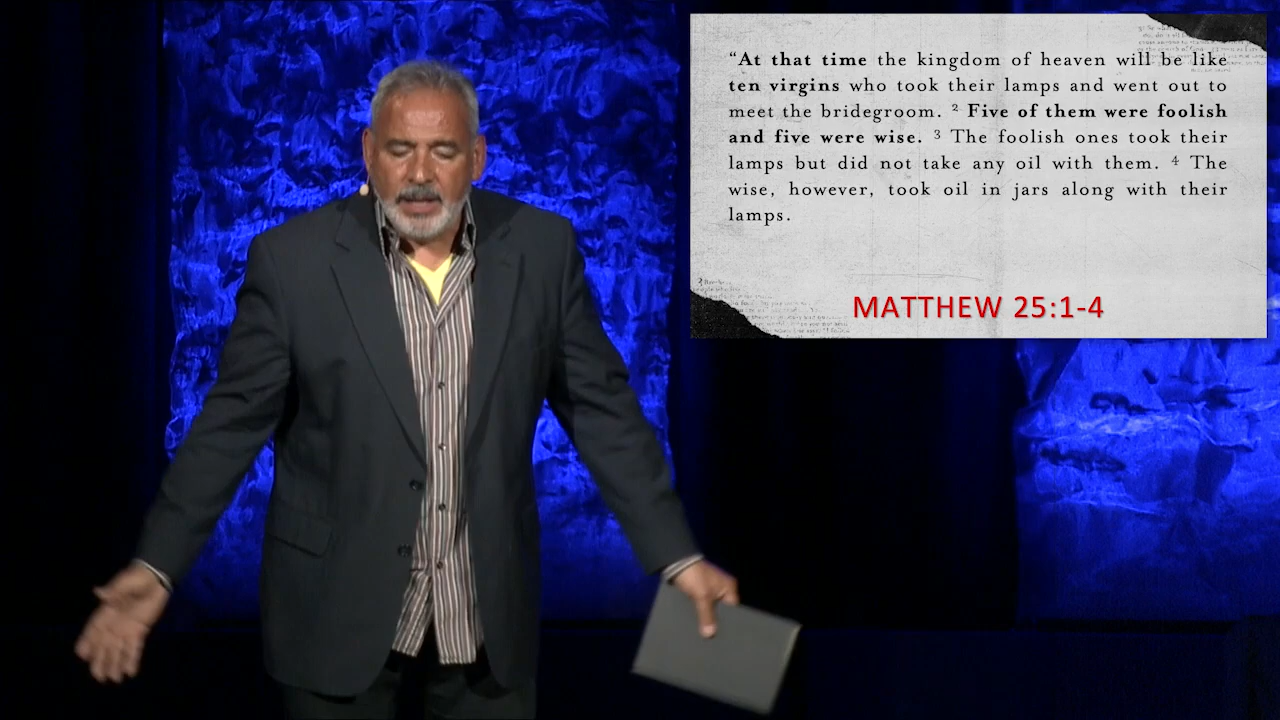 “At that time the kingdom of heaven will be like
ten virgins who took their lamps and went out to
meet the bridegroom. ² Five of them were foolish
and five were wise. ³ The foolish ones took their
lamps but did not take any oil with them. ⁴ The
wise, however, took oil in jars along with their
lamps.
MATTHEW 25:1-4